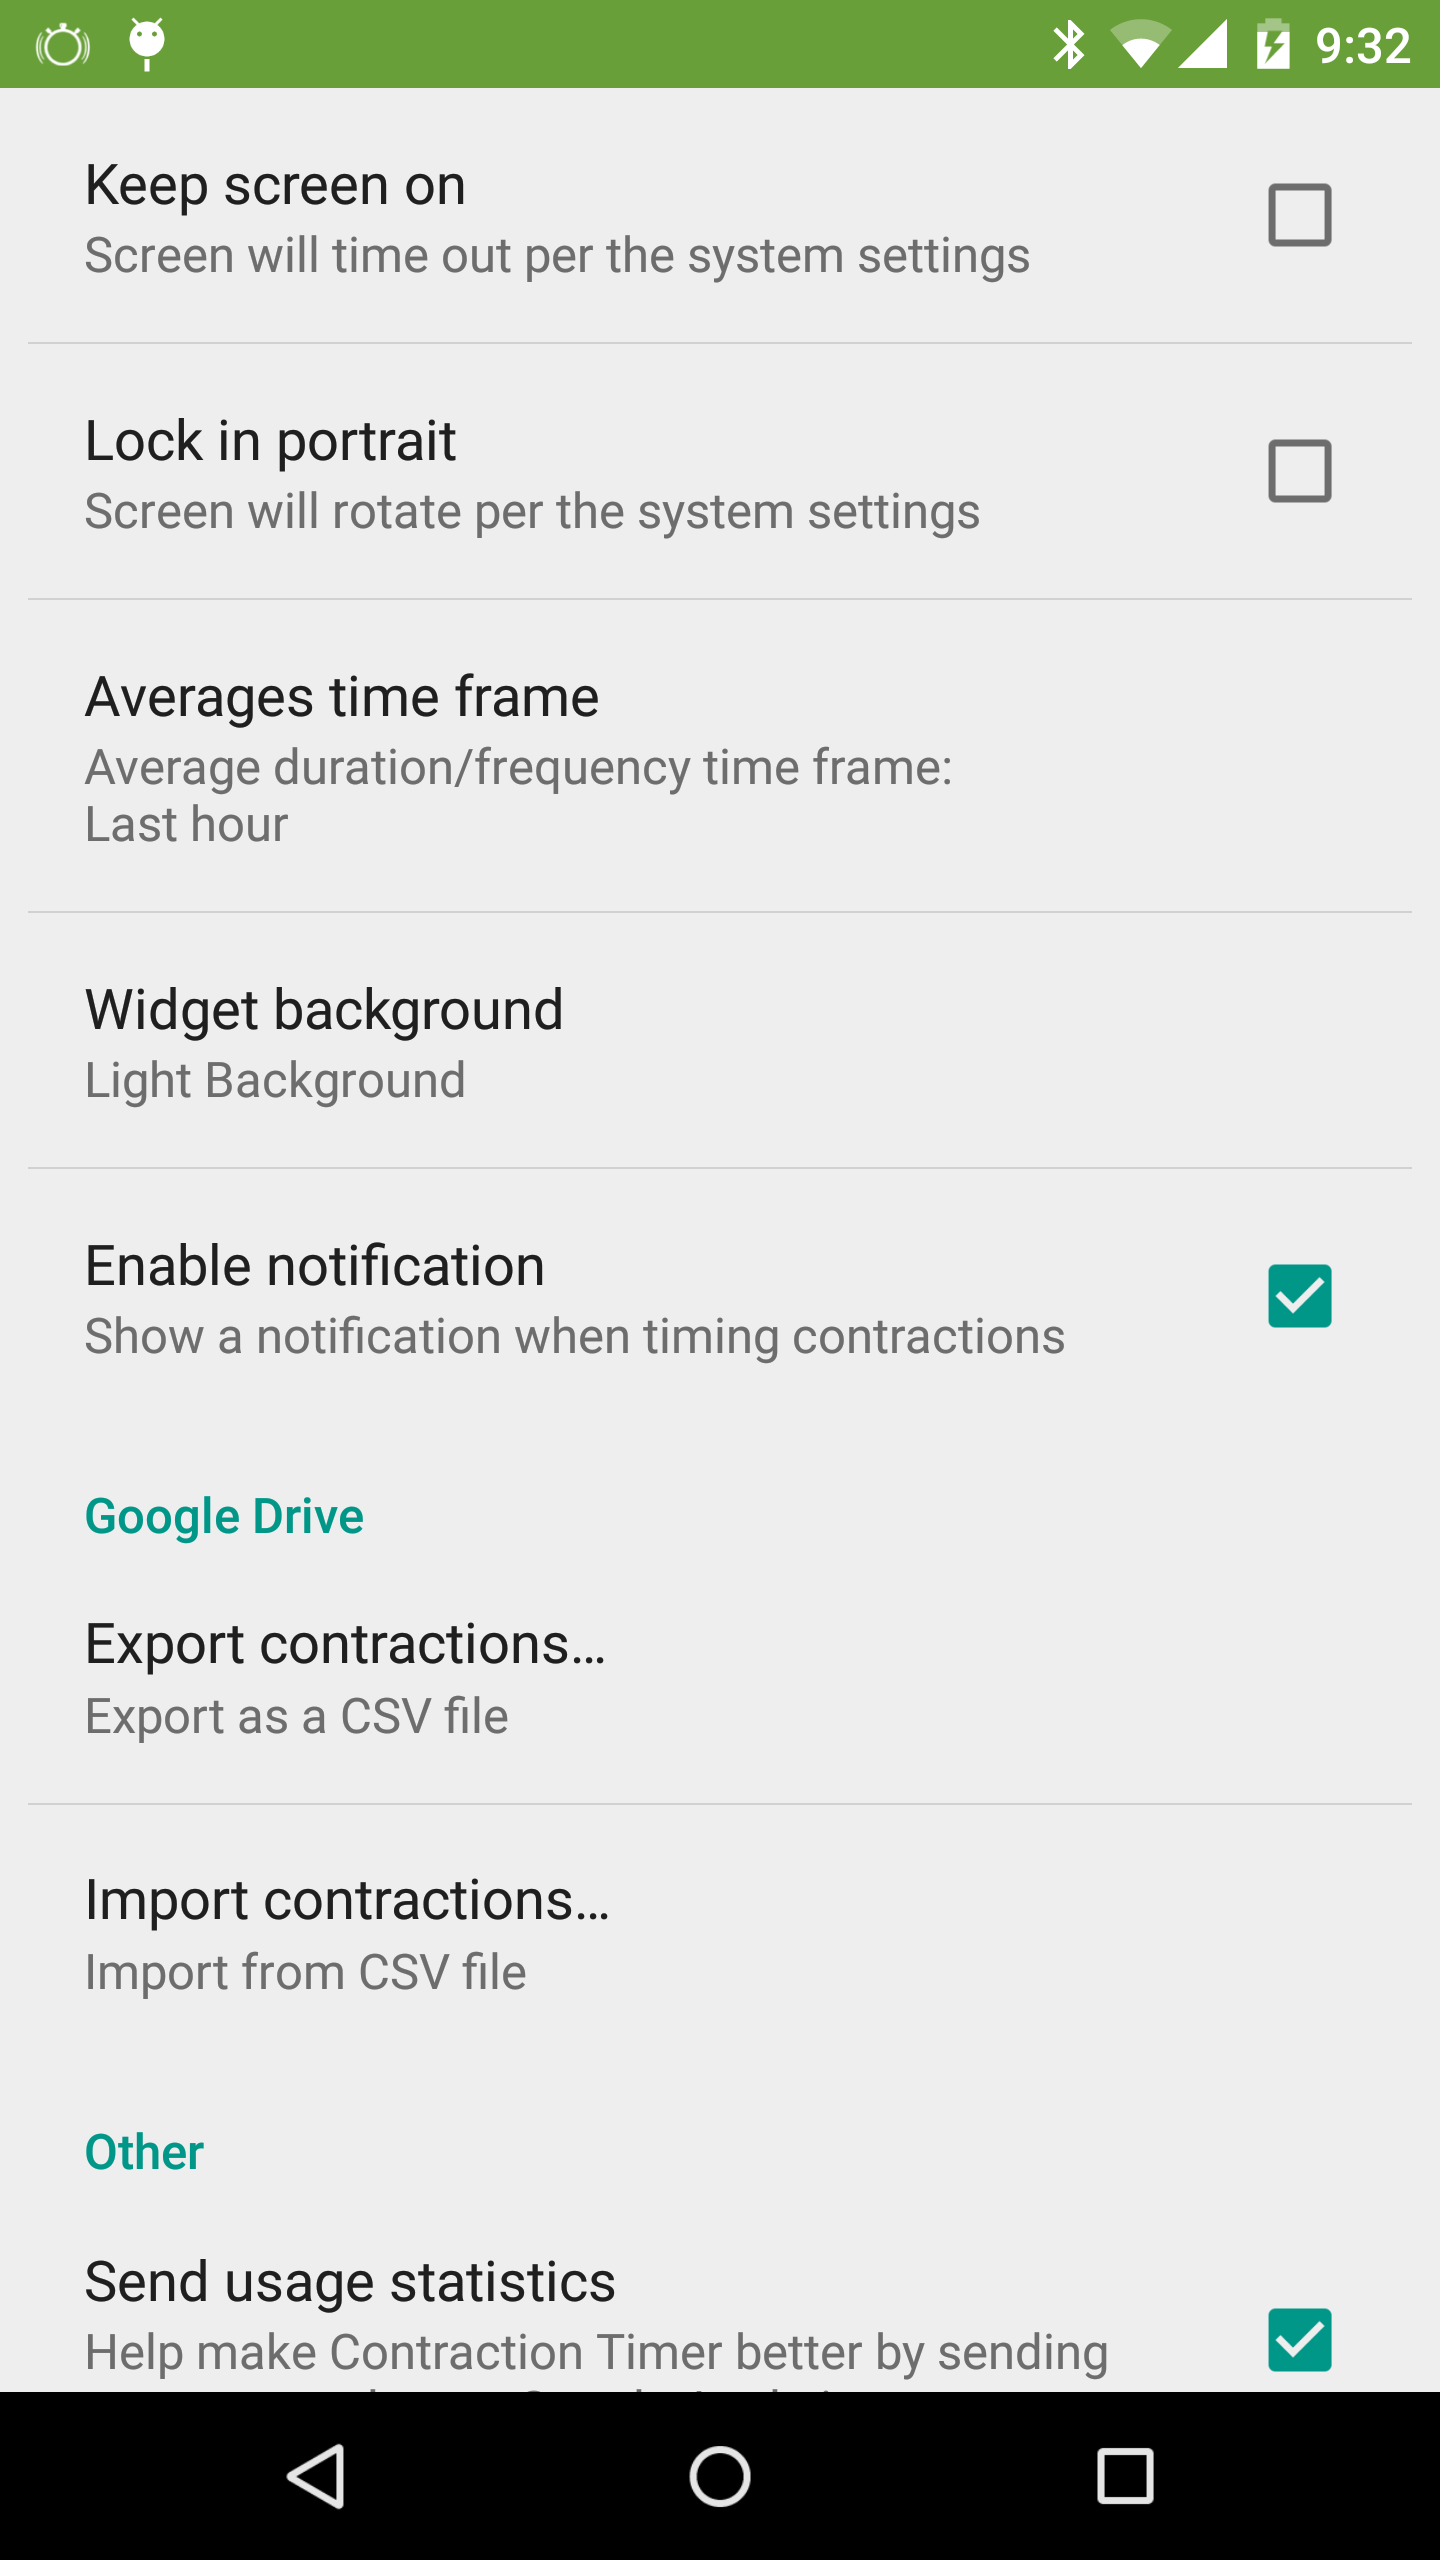 9:32
Keep screen on
Screen will time out per the system settings
Lock in portrait
Screen will rotate per the system settings
Averages time frame
Average duration/frequency time frame:
Last hour
Widget background
Light Background
Enable notification
Show a notification when timing contractions
Google Drive
Export contractions…
Export as a CSV file
Import contractions…
Import from CSV file
Other
Send usage statistics
Help make Contraction Timer better by sending